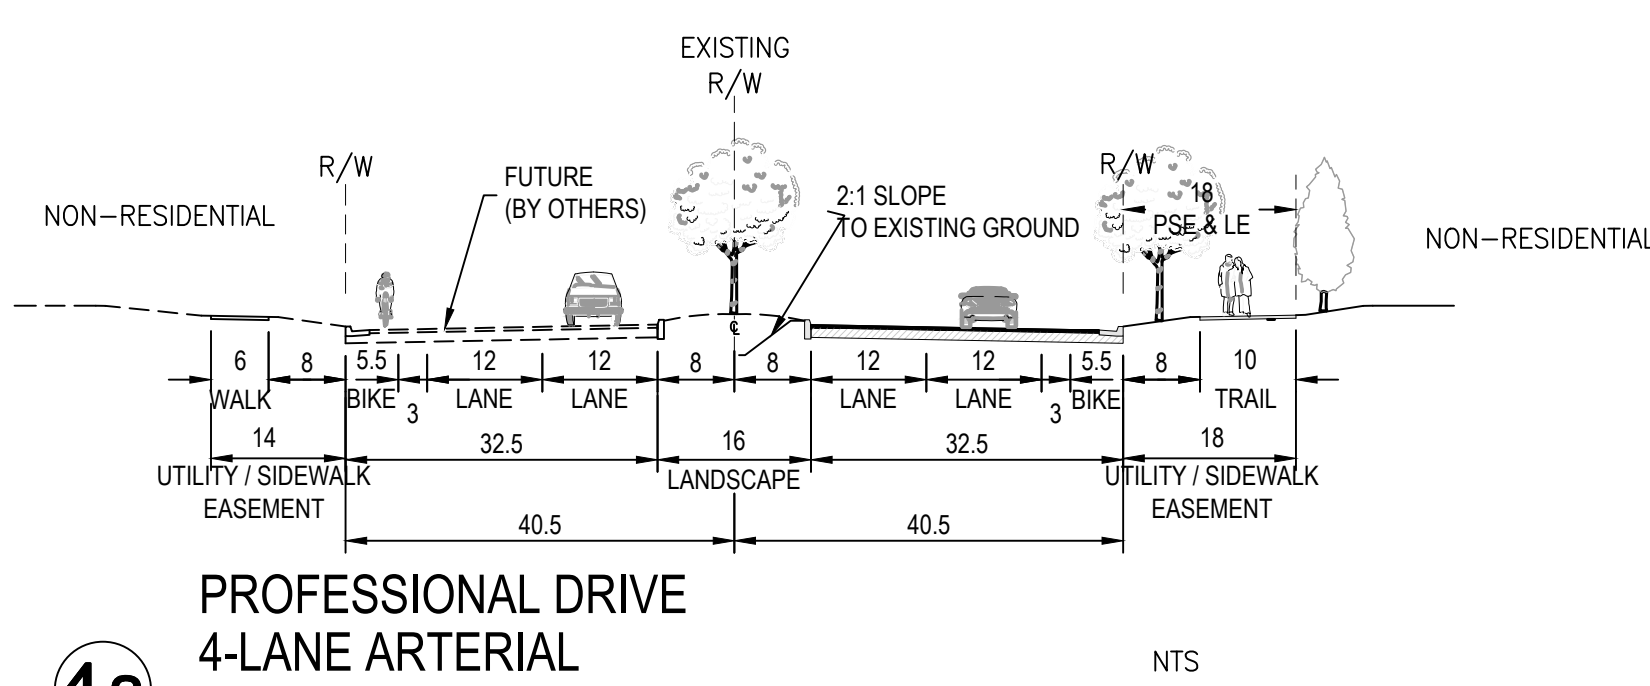 EXISTING
R/W
R/W
R/W
FUTURE
(BY OTHERS)
2:1 SLOPE
TO EXISTING GROUND
18
PSE & LE
NON-RESIDENTIAL
NON-RESIDENTIAL
℄
6 8 5.5 12 12 8 8 12 12 5.5 8 10
WALK BIKE 3 LANE LANE LANE LANE 3 BIKE TRAIL
14 32.5 16 32.5 18
UTILITY / SIDEWALK LANDSCAPE UTILITY / SIDEWALK
EASEMENT EASEMENT
40.5 40.5
PROFESSIONAL DRIVE
4-LANE ARTERIAL
NTS